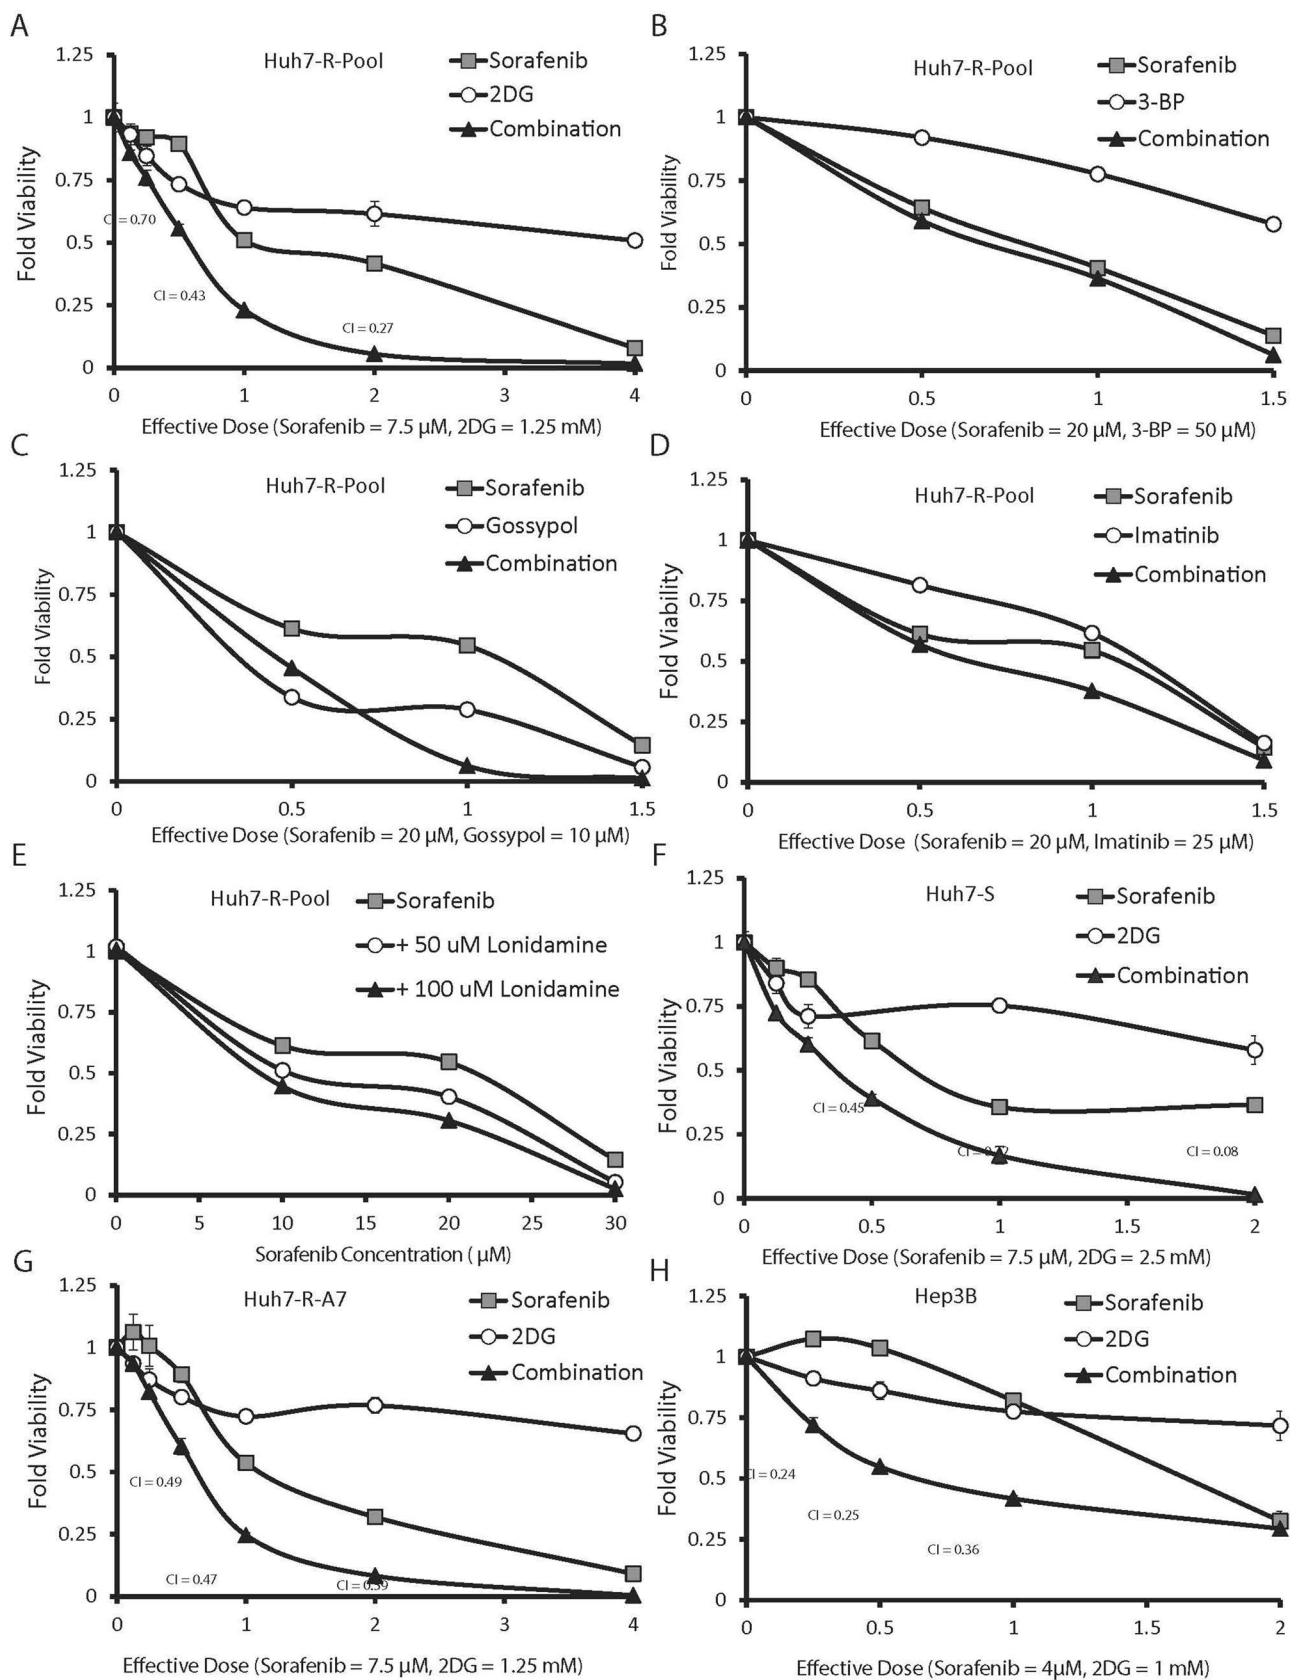 A
Huh7-R-Pool
Sorafenib
2DG
Combination
1.25
1
0.75
0.5
0.25
0
Fold Viability
CI = 0.70
CI = 0.43
CI = 0.27
0 1 2 3 4
Effective Dose (Sorafenib = 7.5 µM, 2DG = 1.25 mM)
B
Huh7-R-Pool
Sorafenib
3-BP
Combination
1.25
1
0.75
0.5
0.25
0
Fold Viability
0 0.5 1 1.5
Effective Dose (Sorafenib = 20 µM, 3-BP = 50 µM)
C
Huh7-R-Pool
Sorafenib
Gossypol
Combination
1.25
1
0.75
0.5
0.25
0
Fold Viability
0 0.5 1 1.5
Effective Dose (Sorafenib = 20 µM, Gossypol = 10 µM)
D
Huh7-R-Pool
Sorafenib
Imatinib
Combination
1.25
1
0.75
0.5
0.25
0
Fold Viability
0 0.5 1 1.5
Effective Dose (Sorafenib = 20 µM, Imatinib = 25 µM)
E
Huh7-R-Pool
Sorafenib
+ 50 uM Lonidamine
+ 100 uM Lonidamine
1.25
1
0.75
0.5
0.25
0
Fold Viability
0 5 10 15 20 25 30
Sorafenib Concentration ( µM)
F
Huh7-S
Sorafenib
2DG
Combination
1.25
1
0.75
0.5
0.25
0
Fold Viability
CI = 0.45
CI =
CI = 0.08
0 0.5 1 1.5 2
Effective Dose (Sorafenib = 7.5 µM, 2DG = 2.5 mM)
G
Huh7-R-A7
Sorafenib
2DG
Combination
1.25
1
0.75
0.5
0.25
0
Fold Viability
CI = 0.49
CI = 0.47
CI = 0.39
0 1 2 3 4
Effective Dose (Sorafenib = 7.5 µM, 2DG = 1.25 mM)
H
Hep3B
Sorafenib
2DG
Combination
1.25
1
0.75
0.5
0.25
0
Fold Viability
CI = 0.24
CI = 0.25
CI = 0.36
0 0.5 1 1.5 2
Effective Dose (Sorafenib = 4µM, 2DG = 1 mM)